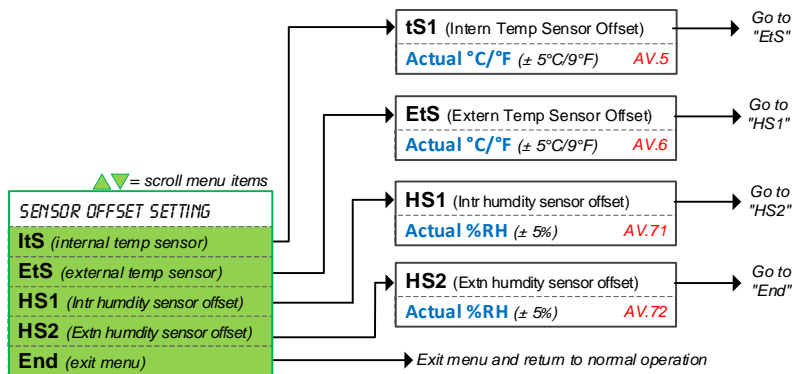 tS1 (Intern Temp Sensor Offset)
Actual °C/°F (± 5°C/9°F) AV.5
Go to
"EtS"
EtS (Extern Temp Sensor Offset)
Actual °C/°F (± 5°C/9°F) AV.6
Go to
"HS1"
= scroll menu items
SENSOR OFFSET SETTING
ItS (internal temp sensor)
EtS (external temp sensor)
HS1 (Intr humdity sensor offset)
HS2 (Extn humdity sensor offset)
End (exit menu)
HS1 (Intr humdity sensor offset)
Actual %RH (± 5%) AV.71
Go to
"HS2"
HS2 (Extn humdity sensor offset)
Actual %RH (± 5%) AV.72
Go to
"End"
Exit menu and return to normal operation